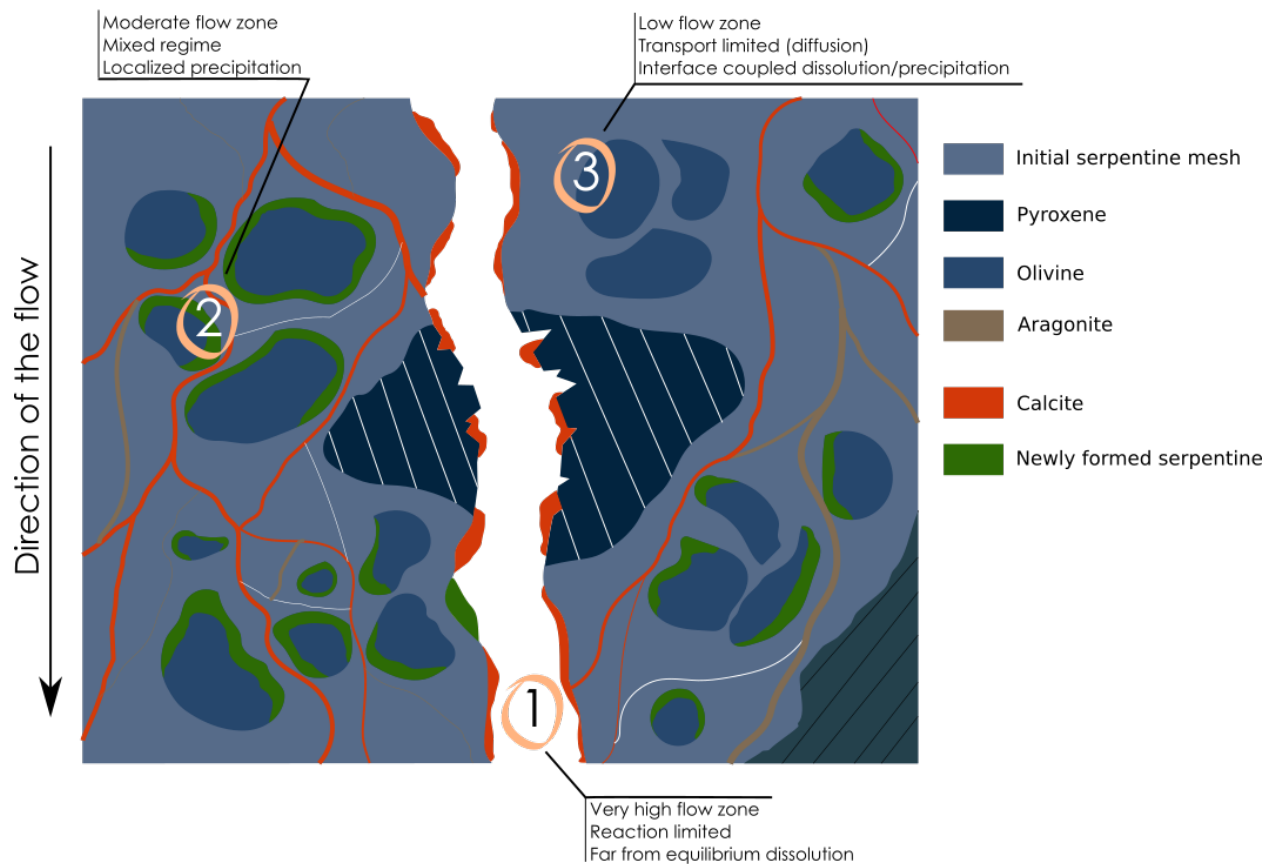 Moderate flow zone
Mixed regime
Localized precipitation
Low flow zone
Transport limited (diffusion)
Interface coupled dissolution/precipitation
Direction of the flow
3
2
1
Initial serpentine mesh
Pyroxene
Olivine
Aragonite
Calcite
Newly formed serpentine
Very high flow zone
Reaction limited
Far from equilibrium dissolution